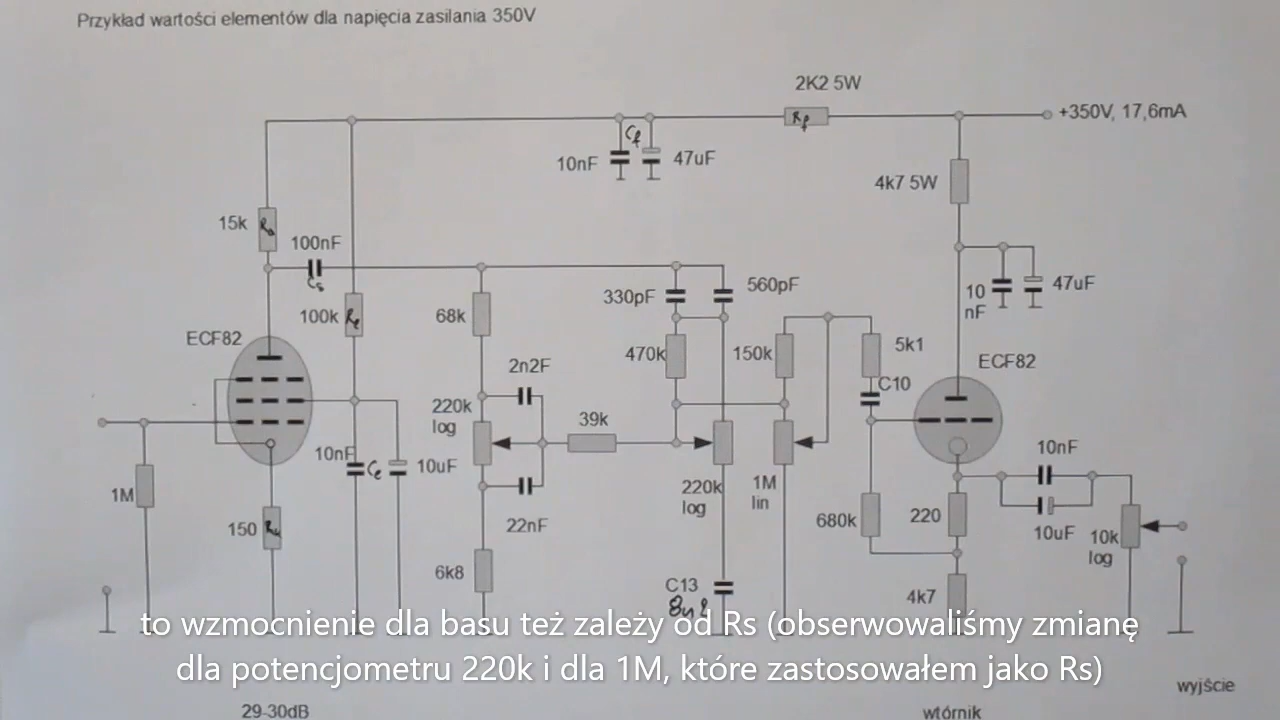 Przykład wartości elementów dla napięcia zasilania 350V
2K2 5W
Rf
+350V, 17,6mA
Cf
10nF
47uF
4k7 5W
15k
Ra
100nF
Cs
560pF
330pF
10
nF
47uF
100k
68k
ECF82
470k
150k
5k1
ECF82
2n2F
C10
220k
log
39k
10nF
10uF
10nF
1M
220k
log
1M
lin
680k
220
10uF
10k
log
150
22nF
6k8
C13
8n2
4k7
to wzmocnienie dla basu też zależy od Rs (obserwowaliśmy zmianę
dla potencjometru 220k i dla 1M, które zastosowałem jako Rs)
wyjście
29-30dB
wtórnik